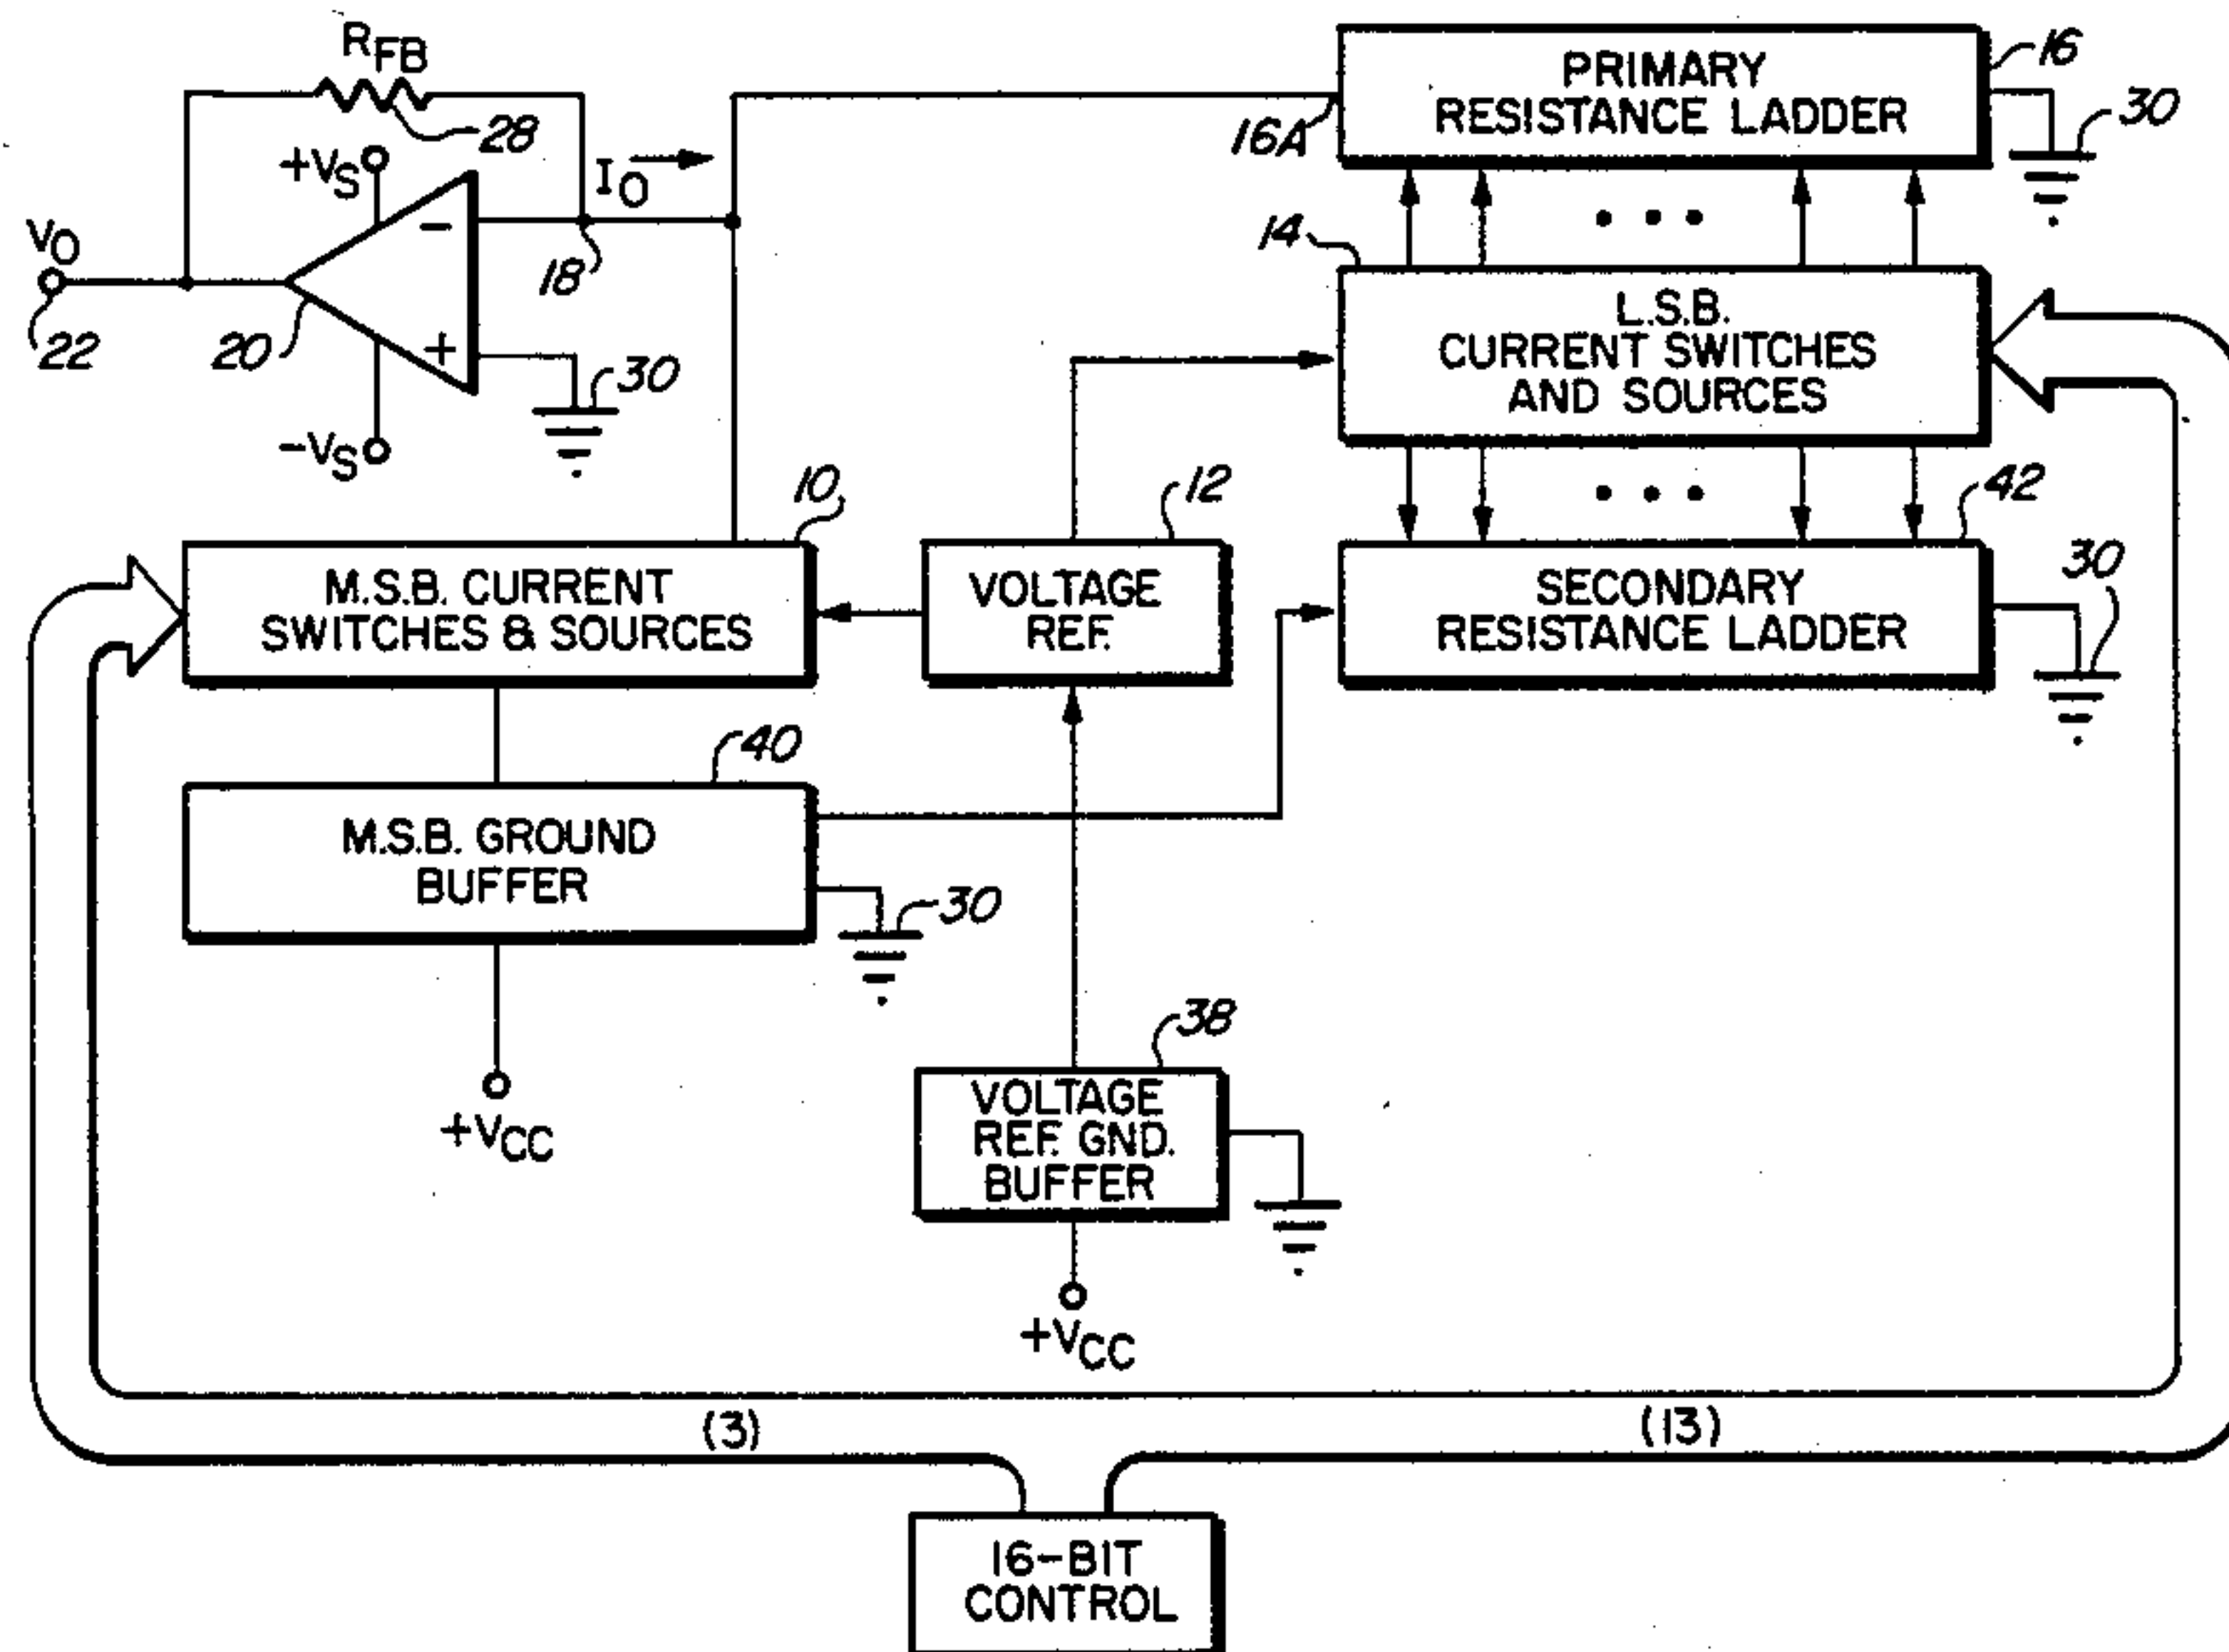 RFB
28
+VS
IO
VO
18
22
20
30
-VS
PRIMARY
RESISTANCE LADDER
16
16A
30
14
L.S.B.
CURRENT SWITCHES
AND SOURCES
10
M.S.B. CURRENT
SWITCHES & SOURCES
12
VOLTAGE
REF.
42
SECONDARY
RESISTANCE LADDER
30
40
M.S.B. GROUND
BUFFER
30
+VCC
38
VOLTAGE
REF. GND.
BUFFER
+VCC
(3)
(13)
16-BIT
CONTROL